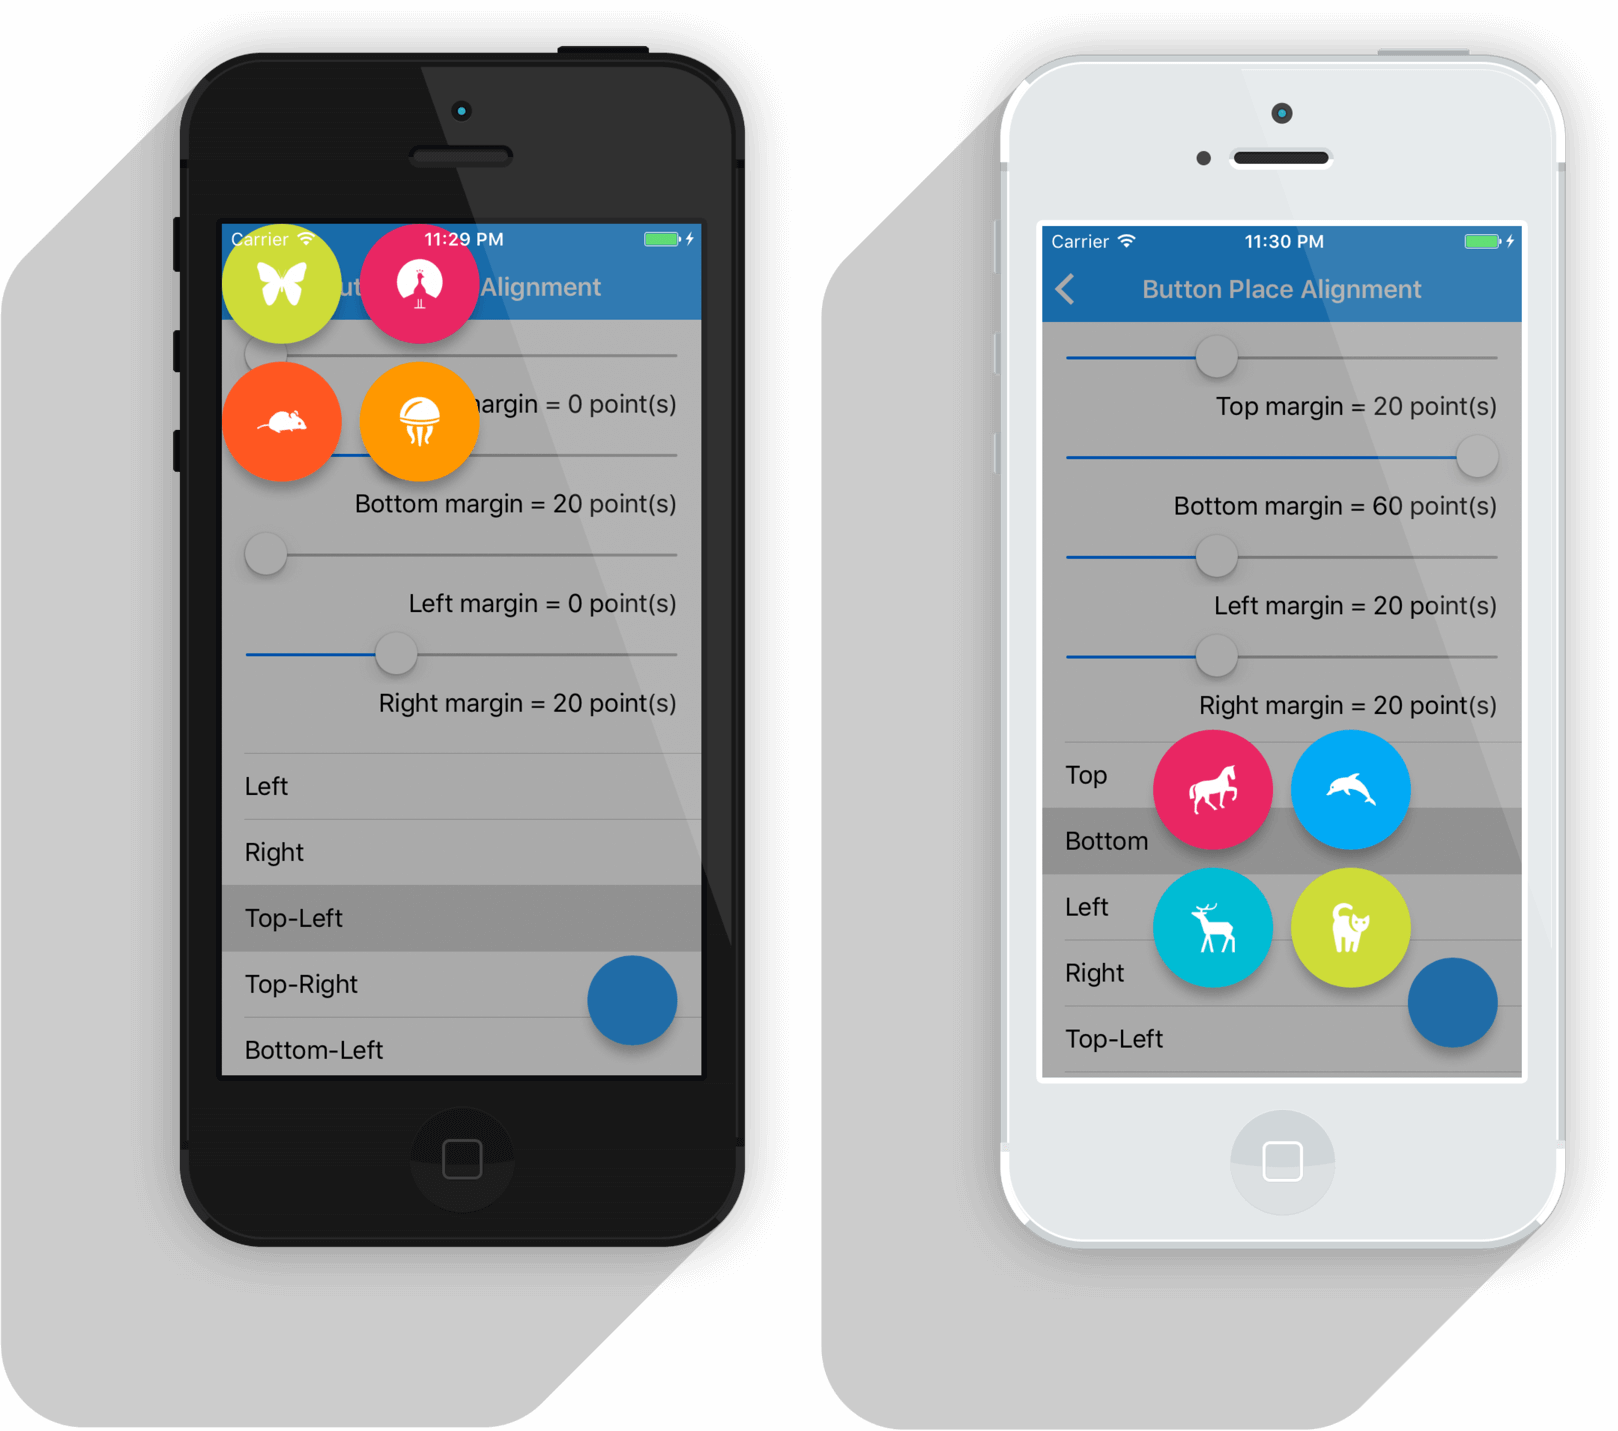 Carrier
11:29 PM
Alignment
= 0 point(s)
Bottom margin = 20 point(s)
Left margin = 0 point(s)
Right margin = 20 point(s)
Left
Right
Top-Left
Top-Right
Bottom-Left
Carrier
11:30 PM
Button Place Alignment
Top margin = 20 point(s)
Bottom margin = 60 point(s)
Left margin = 20 point(s)
Right margin = 20 point(s)
Top
Bottom
Left
Right
Top-Left